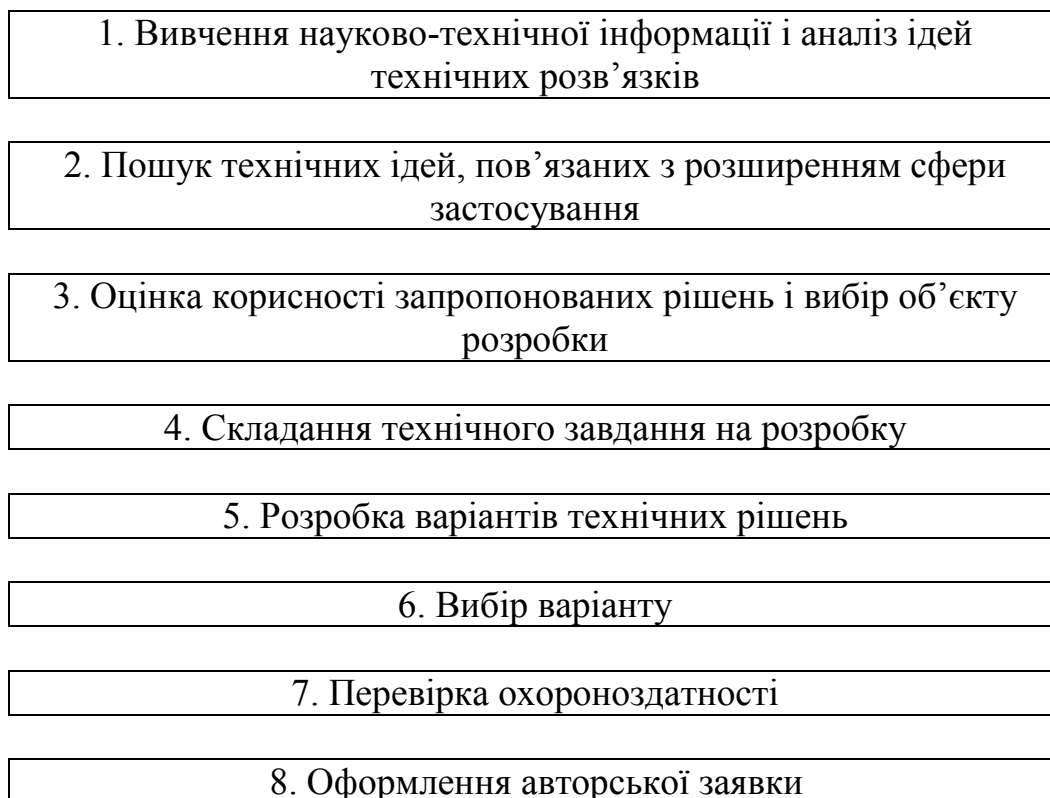 1. Вивчення науково-технічної інформації і аналіз ідей
технічних розв’язків
2. Пошук технічних ідей, пов’язаних з розширенням сфери
застосування
3. Оцінка корисності запропонованих рішень і вибір об’єкту
розробки
4. Складання технічного завдання на розробку
5. Розробка варіантів технічних рішень
6. Вибір варіанту
7. Перевірка охороноздатності
8. Оформлення авторської заявки